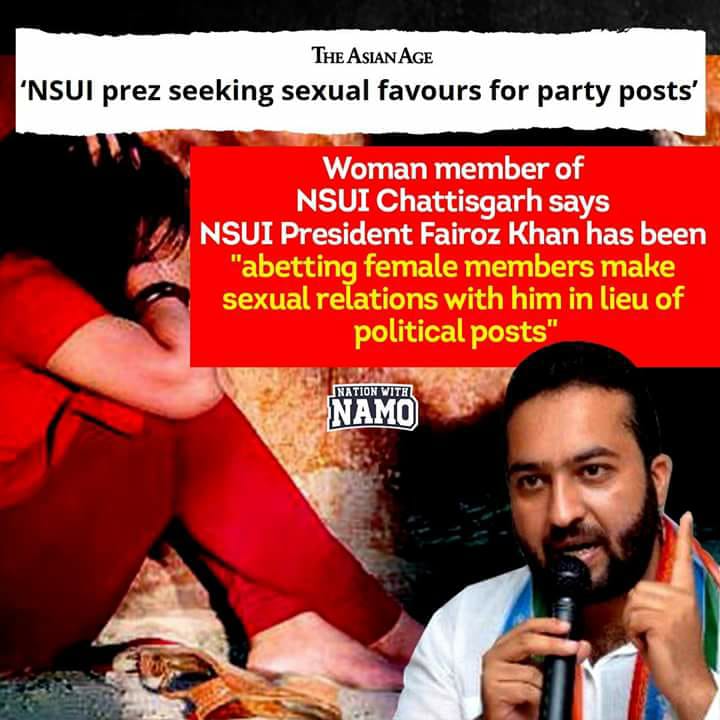 THE ASIAN AGE
‘NSUI prez seeking sexual favours for party posts’
Woman member of
NSUI Chattisgarh says
NSUI President Fairoz Khan has been
"abetting female members make
sexual relations with him in lieu of
political posts"
NATION WITH
NAMO